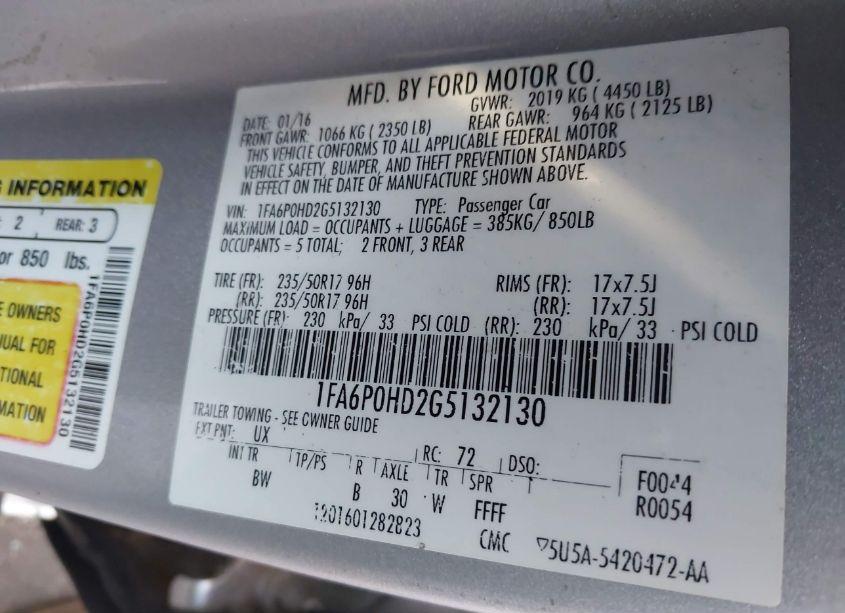 MFD. BY FORD MOTOR CO.
DATE: 01/16 GVWR: 2019 KG ( 4450 LB)
FRONT GAWR: 1066 KG ( 2350 LB) REAR GAWR: 964 KG ( 2125 LB)
THIS VEHICLE CONFORMS TO ALL APPLICABLE FEDERAL MOTOR
VEHICLE SAFETY, BUMPER, AND THEFT PREVENTION STANDARDS
IN EFFECT ON THE DATE OF MANUFACTURE SHOWN ABOVE.
VIN: 1FA6P0HD2G5132130 TYPE: Passenger Car
MAXIMUM LOAD = OCCUPANTS + LUGGAGE = 385KG/ 850LB
OCCUPANTS = 5 TOTAL; 2 FRONT, 3 REAR
TIRE (FR): 235/50R17 96H RIMS (FR): 17x7.5J
(RR): 235/50R17 96H (RR): 17x7.5J
PRESSURE (FR): 230 kPa/ 33 PSI COLD (RR): 230 kPa/ 33 PSI COLD
1FA6P0HD2G5132130
TRAILER TOWING - SEE OWNER GUIDE
EXT PNT: UX RC: 72 DSO:
INT TR TP/PS R AXLE TR SPR
BW B 30 W FFFF
F0044
R0054
CMC 5U5A-5420472-AA
INFORMATION
2 REAR: 3
or 850 lbs.
OWNERS
FOR
1FA6P0HD2G5132130